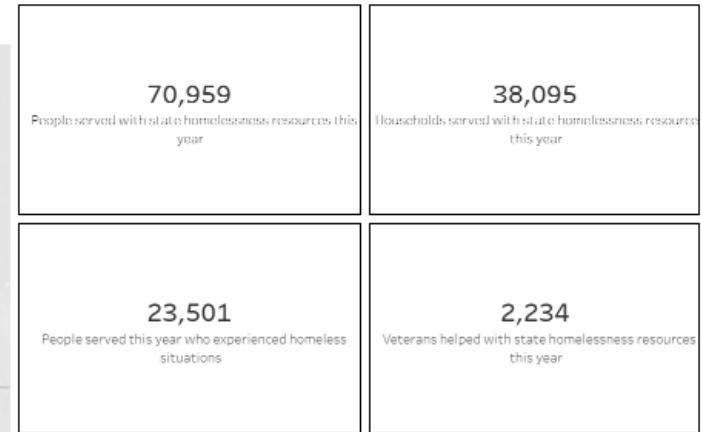 70,959
People served with state homelessness resources this
year
38,095
Households served with state homelessness resource
this year
23,501
People served this year who experienced homeless
situations
2,234
Veterans helped with state homelessness resources
this year